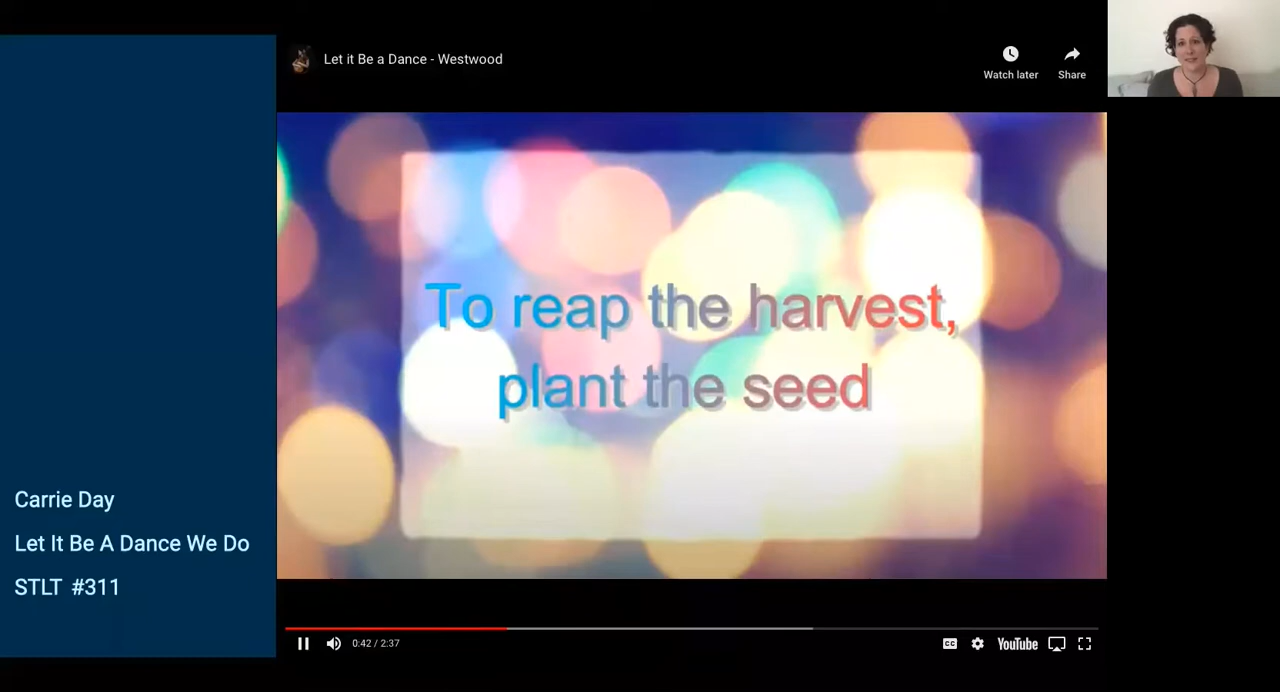 Let it Be a Dance - Westwood
Watch later
Share
To reap the harvest,
plant the seed
Carrie Day
Let It Be A Dance We Do
STLT #311
0:42 / 2:37
CC
YouTube